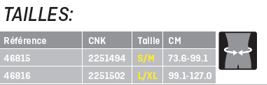 TAILLES:
Référence CNK Taille CM
46815 2251494 S/M 73.6-99.1
46816 2251502 L/XL 99.1-127.0